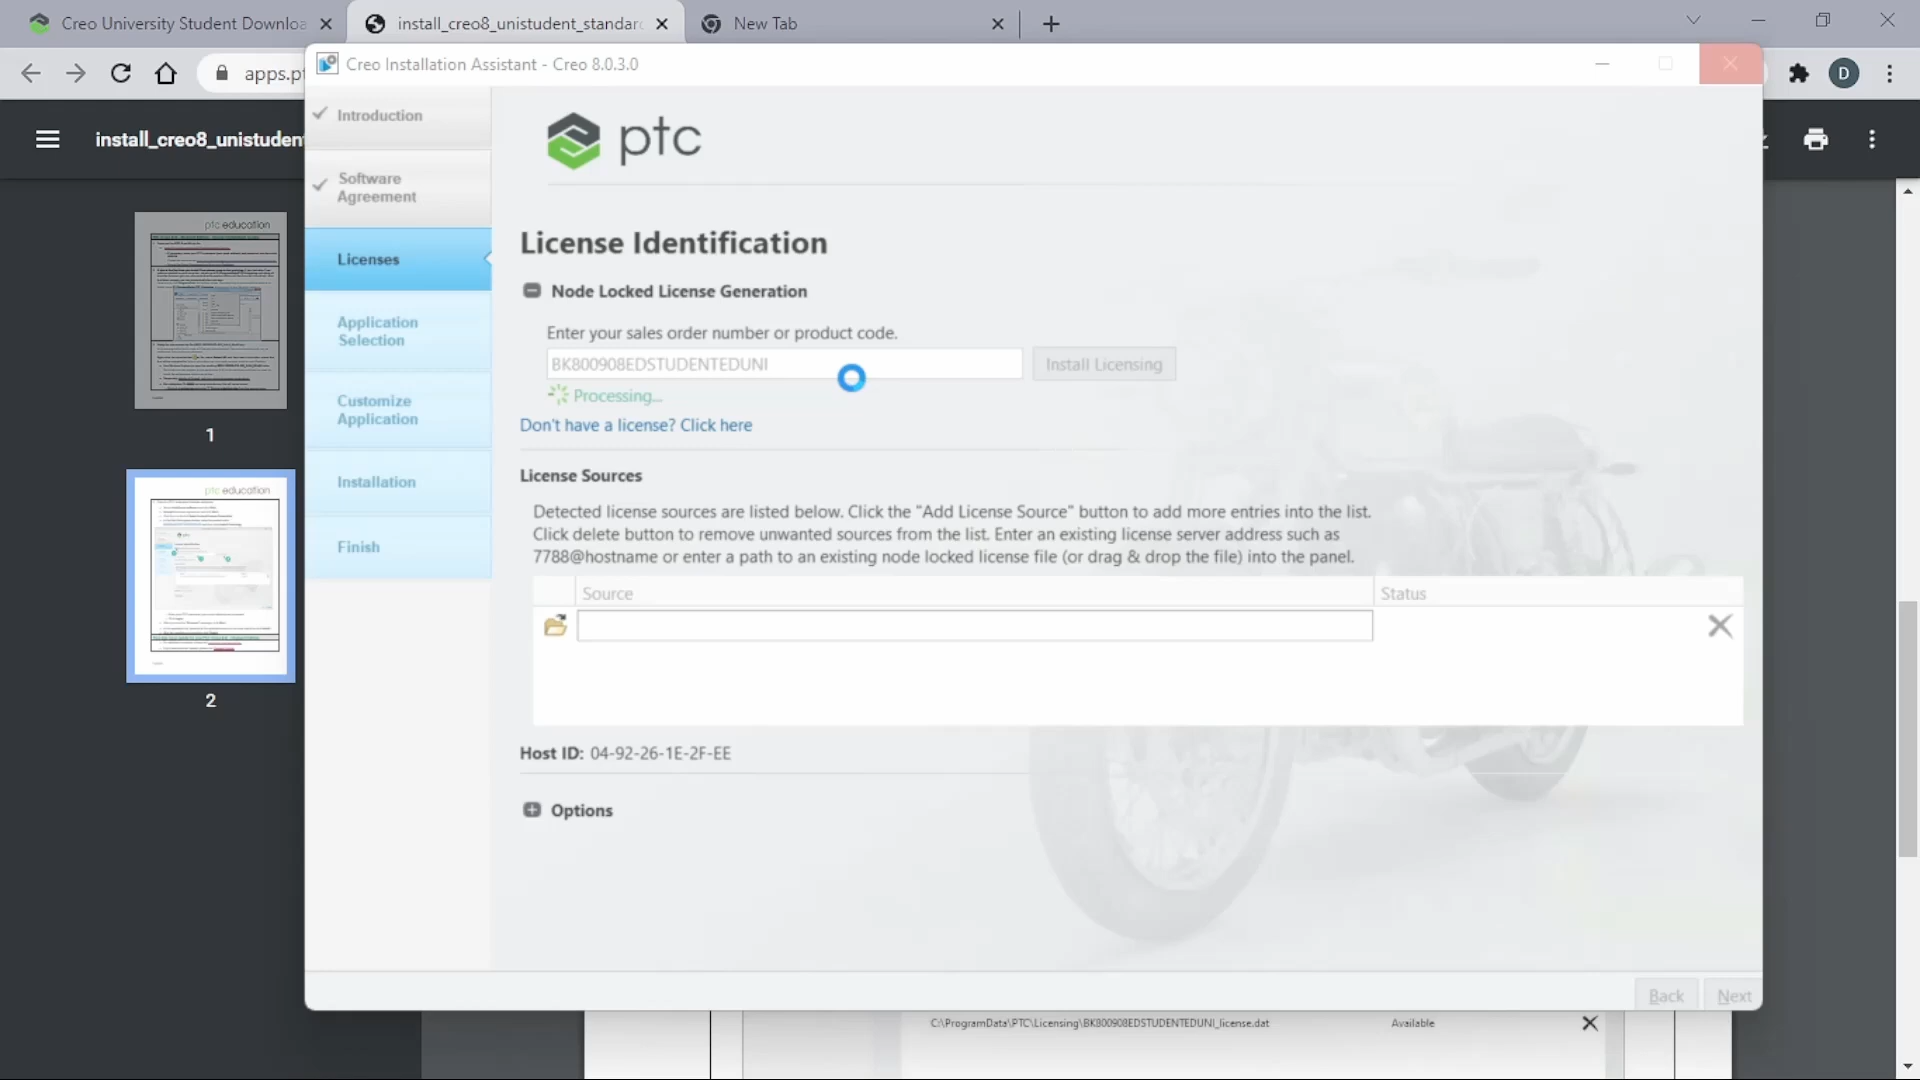 Creo University Student Downloa
install_creo8_unistudent_standar
New Tab
apps.pt
D
Creo Installation Assistant - Creo 8.0.3.0
install_creo8_unistudent
Introduction
Software
Agreement
Licenses
Application
Selection
Customize
Application
Installation
Finish
ptc
License Identification
Node Locked License Generation
Enter your sales order number or product code.
BK800908EDSTUDENTEDUNI
Install Licensing
Processing...
Don't have a license? Click here
License Sources
Detected license sources are listed below. Click the "Add License Source" button to add more entries into the list.
Click delete button to remove unwanted sources from the list. Enter an existing license server address such as
7788@hostname or enter a path to an existing node locked license file (or drag & drop the file) into the panel.
Source
Status
Host ID: 04-92-26-1E-2F-EE
Options
Back
Next
ptc education
1
ptc education
2
C:\ProgramData\PTC\Licensing\BK800908EDSTUDENTEDUNI_license.dat
Available